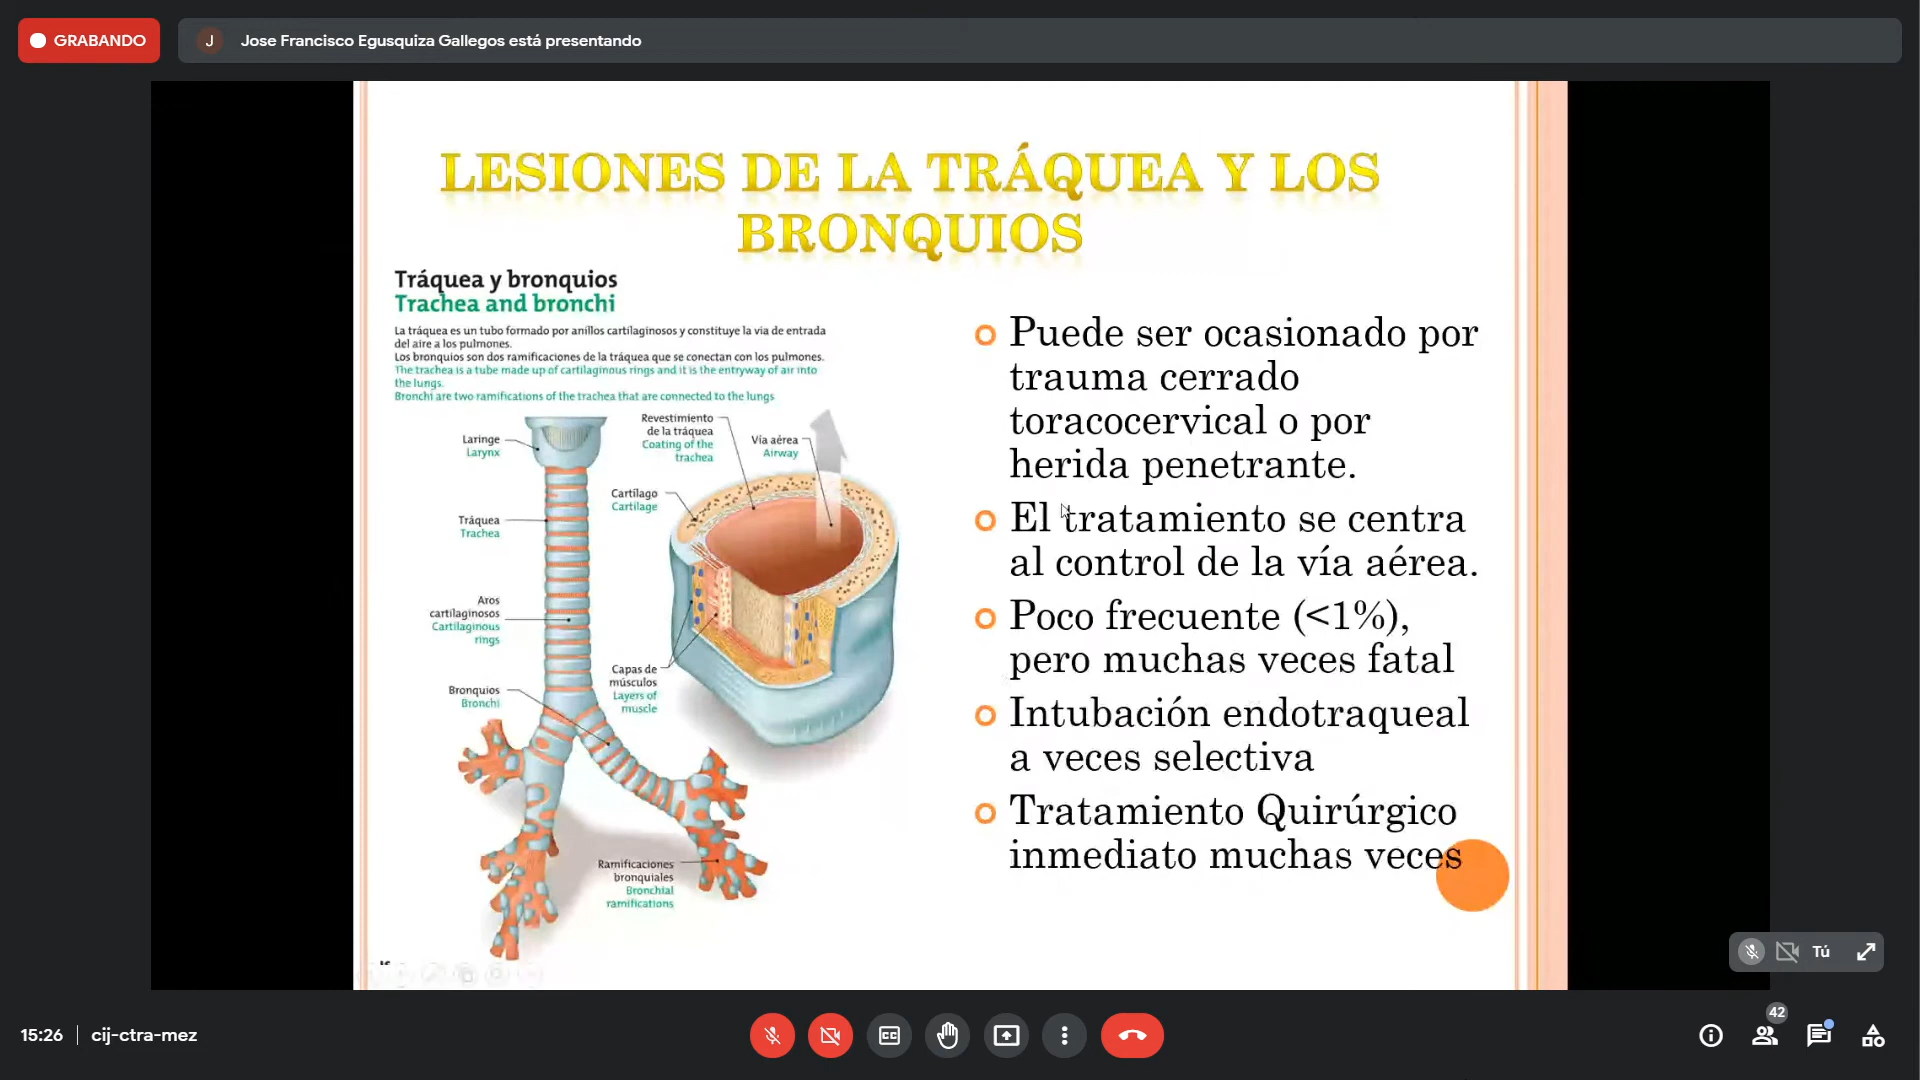 GRABANDO
J
Jose Francisco Egusquiza Gallegos está presentando
LESIONES DE LA TRÁQUEA Y LOS
BRONQUIOS
Tráquea y bronquios
Trachea and bronchi
La tráquea es un tubo formado por anillos cartilaginosos y constituye la via de entrada
del aire a los pulmones.
Los bronquios son dos ramificaciones de la tráquea que se conectan con los pulmones.
The trachea is a tube made up of cartilaginous rings and it is the entryway of air into
the lungs.
Bronchi are two ramifications of the trachea that are connected to the lungs
Laringe
Larynx
Tráquea
Trachea
Aros
cartilaginosos
Cartilaginous
rings
Bronquios
Bronchi
Revestimiento
de la tráquea
Coating of the
trachea
Vía aérea
Airway
Cartílago
Cartilage
Capas de
músculos
Layers of
muscle
Ramificaciones
bronquiales
Bronchial
ramifications
Puede ser ocasionado por
trauma cerrado
toracocervical o por
herida penetrante.
El tratamiento se centra
al control de la vía aérea.
Poco frecuente (<1%),
pero muchas veces fatal
Intubación endotraqueal
a veces selectiva
Tratamiento Quirúrgico
inmediato muchas veces
Tú
15:26
cij-ctra-mez
CC
42